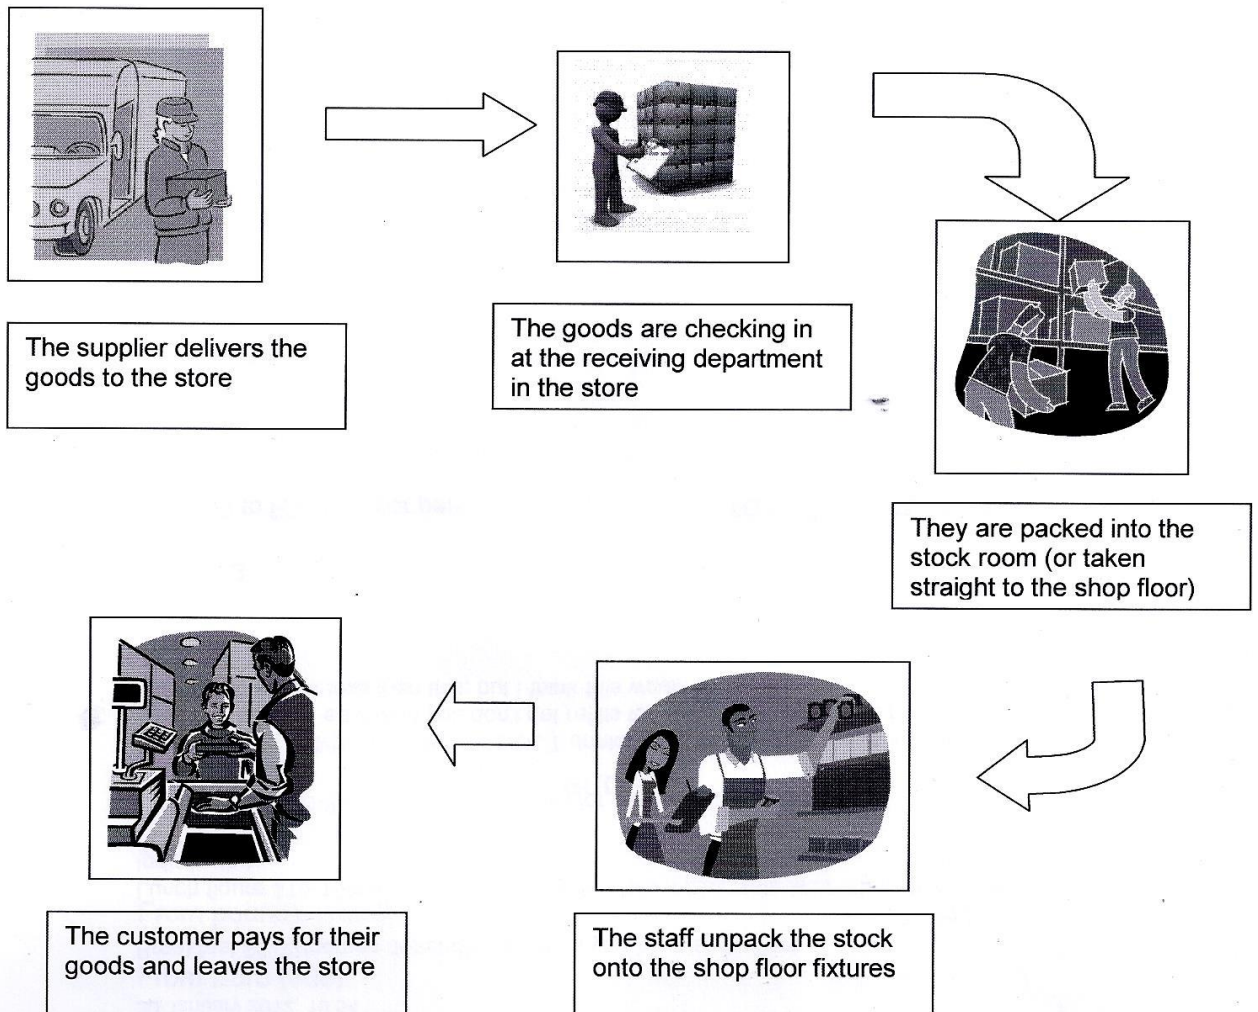 The supplier delivers the
goods to the store
The goods are checking in
at the receiving department
in the store
They are packed into the
stock room (or taken
straight to the shop floor)
The staff unpack the stock
onto the shop floor fixtures
The customer pays for their
goods and leaves the store